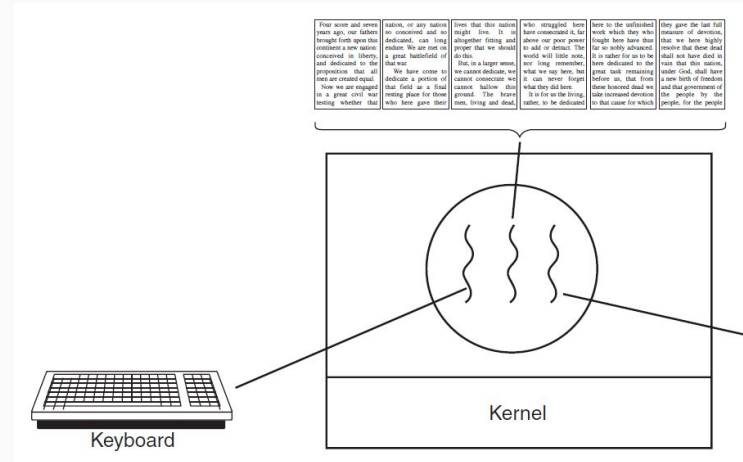 Four score and seven
years ago, our fathers
brought forth upon this
continent a new nation:
conceived in liberty,
and dedicated to the
proposition that all
men are created equal.
Now we are engaged
in a great civil war
testing whether that
nation, or any nation
so conceived and so
dedicated, can long
endure. We are met on
a great battlefield of
that war.
We have come to
dedicate a portion of
that field as a final
resting place for those
who here gave their
lives that this nation
might live. It is
altogether fitting and
proper that we should
do this.
But, in a larger sense,
we cannot dedicate, we
cannot consecrate we
cannot hallow this
ground. The brave
men, living and dead,
who struggled here
have consecrated it, far
above our poor power
to add or detract. The
world will little note,
nor long remember,
what we say here, but
it can never forget
what they did here.
It is for us the living,
rather, to be dedicated
here to the unfinished
work which they who
fought here have thus
far so nobly advanced.
It is rather for us to be
here dedicated to the
great task remaining
before us, that from
these honored dead we
take increased devotion
to that cause for which
they gave the last full
measure of devotion,
that we here highly
resolve that these dead
shall not have died in
vain that this nation,
under God, shall have
a new birth of freedom
and that government of
the people by the
people, for the people
Kernel
Keyboard